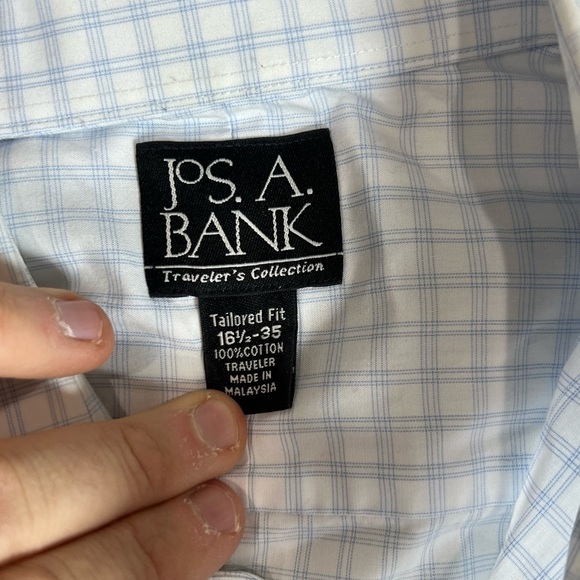 JOS. A.
BANK
Traveler's Collection
Tailored Fit
16½-35
100%COTTON
TRAVELER
MADE IN
MALAYSIA